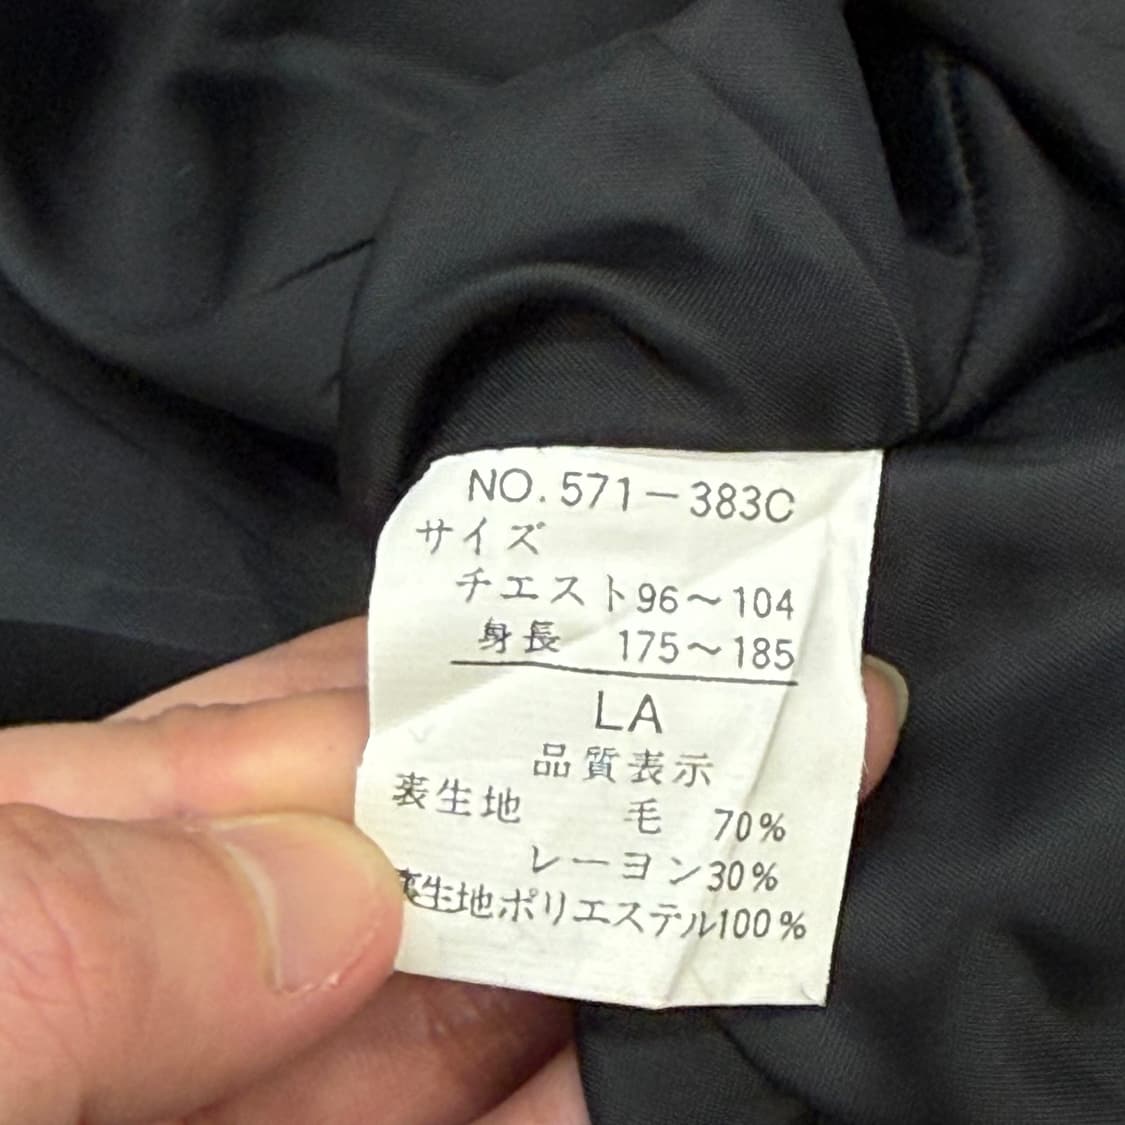 NO. 571-383C
サイズ
チエスト96～104
身長 175～185
LA
品質表示
表生地 毛 70%
レーヨン30%
裏生地ポリエステル100%